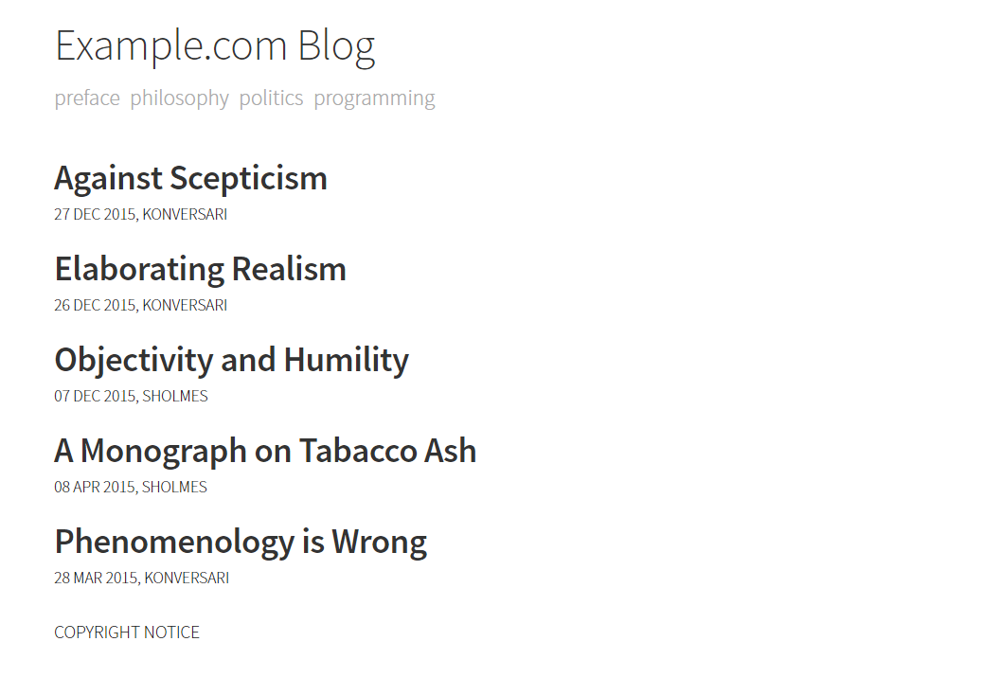 Example.com Blog
preface philosophy politics programming
Against Scepticism
27 DEC 2015, KONVERSARI
Elaborating Realism
26 DEC 2015, KONVERSARI
Objectivity and Humility
07 DEC 2015, SHOLMES
A Monograph on Tabacco Ash
08 APR 2015, SHOLMES
Phenomenology is Wrong
28 MAR 2015, KONVERSARI
COPYRIGHT NOTICE